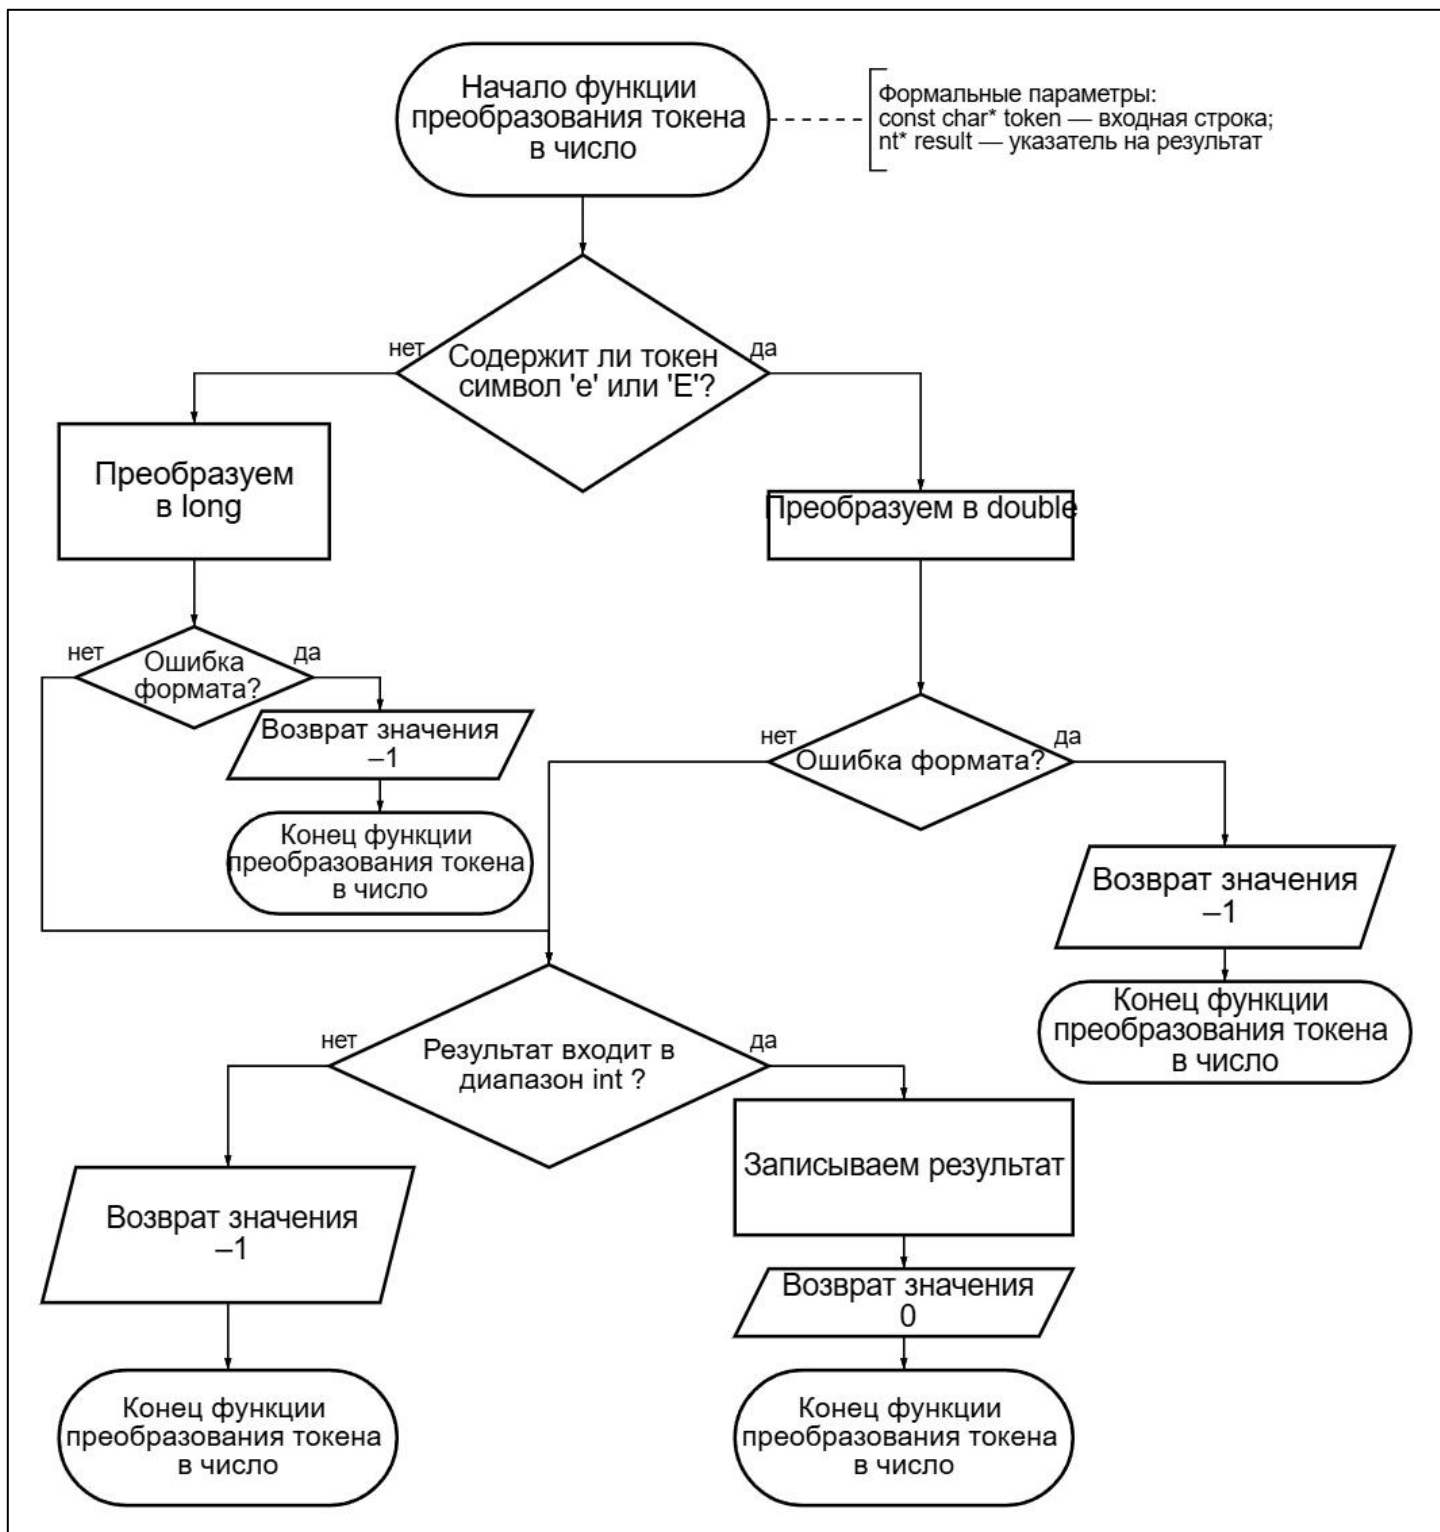 Начало функции
преобразования токена
в число
Формальные параметры:
const char* token — входная строка;
nt* result — указатель на результат
нет
Содержит ли токен
символ 'e' или 'E'?
да
Преобразуем
в long
Преобразуем в double
нет
Ошибка
формата?
да
Возврат значения
–1
Конец функции
преобразования токена
в число
нет
Ошибка формата?
да
Возврат значения
–1
Конец функции
преобразования токена
в число
нет
Результат входит в
диапазон int ?
да
Возврат значения
–1
Конец функции
преобразования токена
в число
Записываем результат
Возврат значения
0
Конец функции
преобразования токена
в число